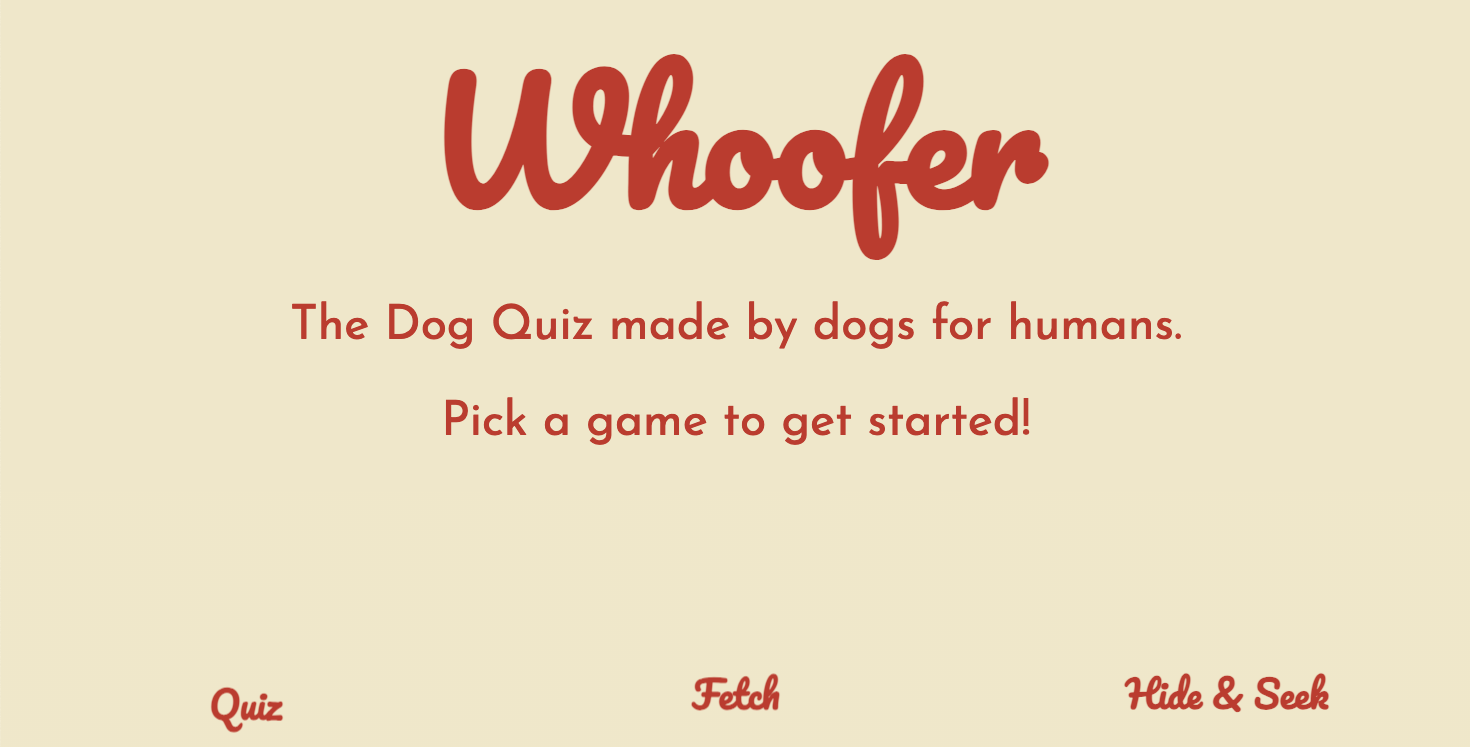 Whoofer
The Dog Quiz made by dogs for humans.
Pick a game to get started!
Quiz
Fetch
Hide & Seek